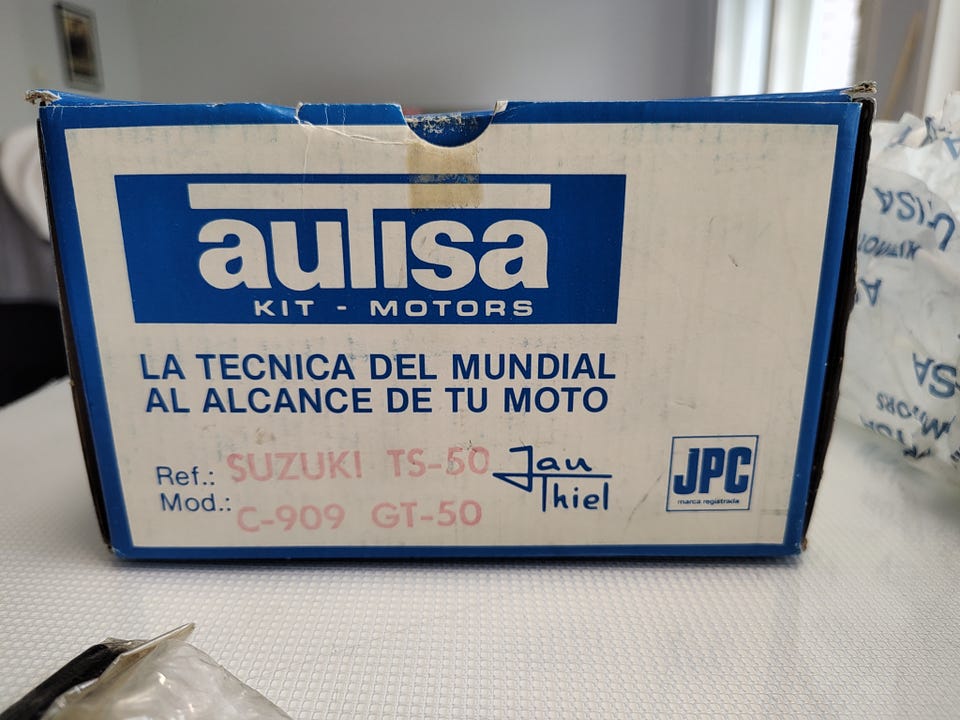 autisa
KIT - MOTORS
LA TECNICA DEL MUNDIAL
AL ALCANCE DE TU MOTO
Ref.: SUZUKI TS-50
Mod.: C-909 GT-50
Jan
Thiel
JPC
marca registrada